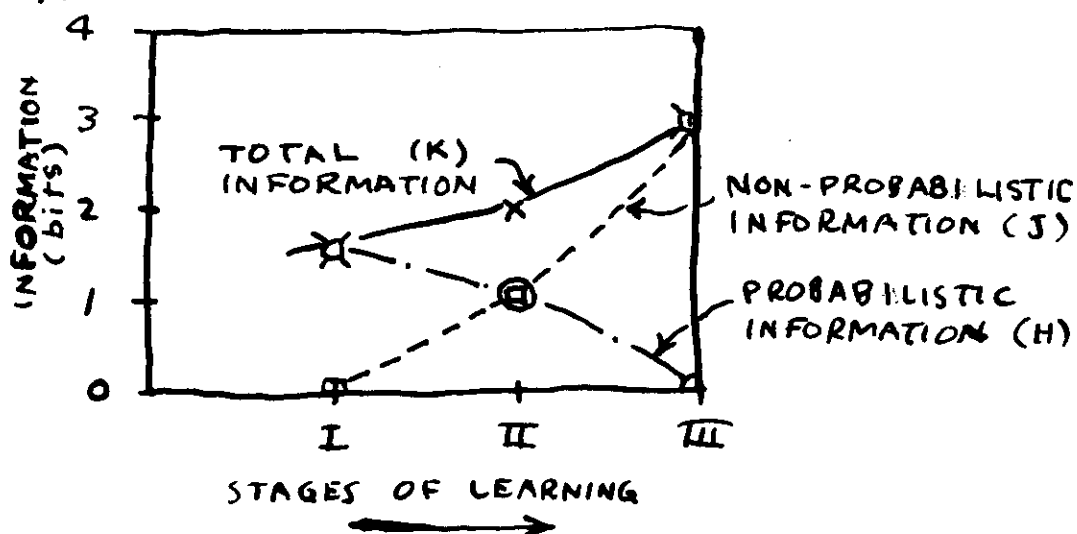 4
3
2
1
0
INFORMATION
(bits)
TOTAL (K)
INFORMATION
NON-PROBABILISTIC
INFORMATION (J)
PROBABILISTIC
INFORMATION (H)
I
II
III
STAGES OF LEARNING